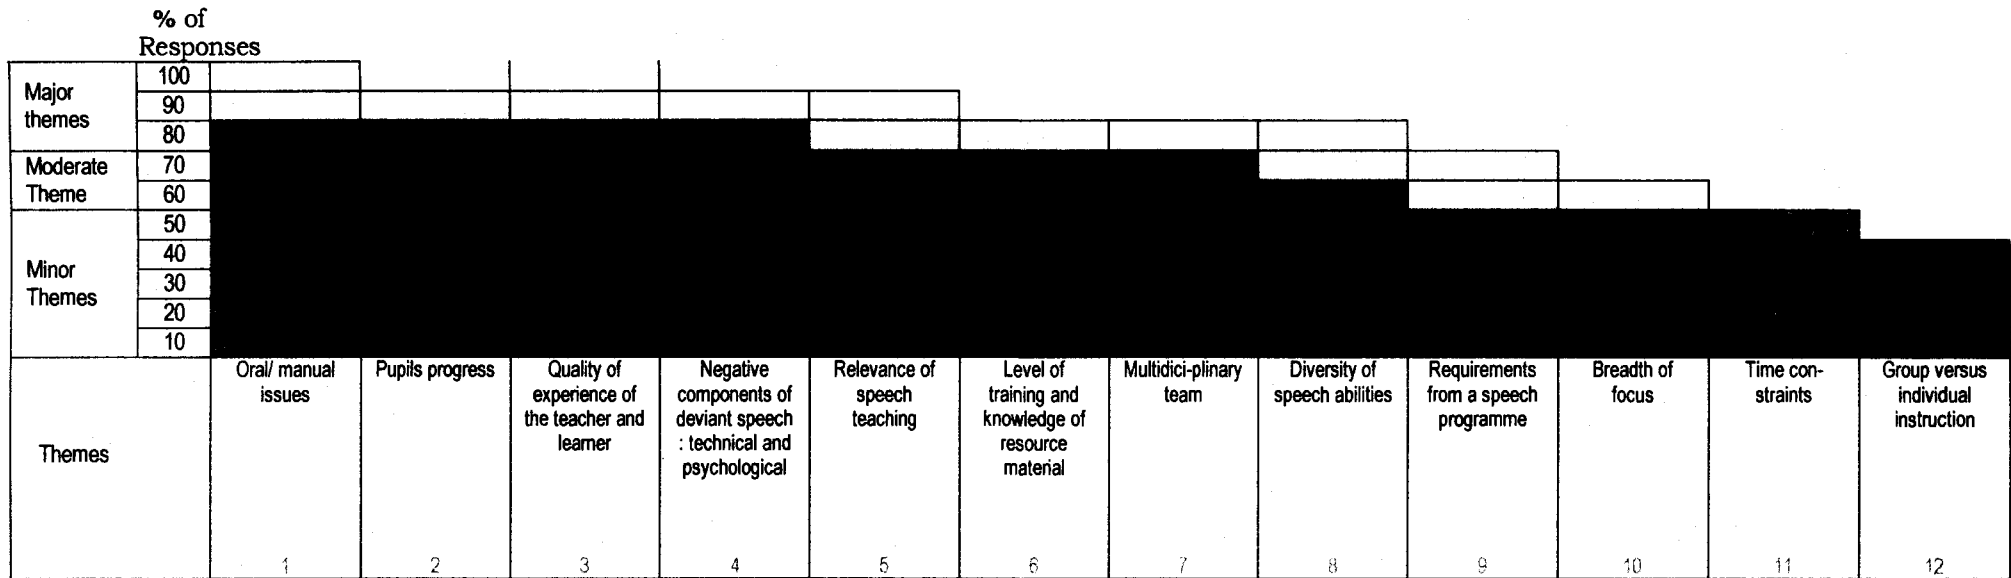 % of
Responses
Major
themes
100
90
80
Moderate
Theme
70
60
Minor
Themes
50
40
30
20
10
Themes
Oral/ manual
issues
1
Pupils progress
2
Quality of
experience of
the teacher and
learner
3
Negative
components of
deviant speech
: technical and
psychological
4
Relevance of
speech
teaching
5
Level of
training and
knowledge of
resource
material
6
Multidici-plinary
team
7
Diversity of
speech abilities
8
Requirements
from a speech
programme
9
Breadth of
focus
10
Time con-
straints
11
Group versus
individual
instruction
12